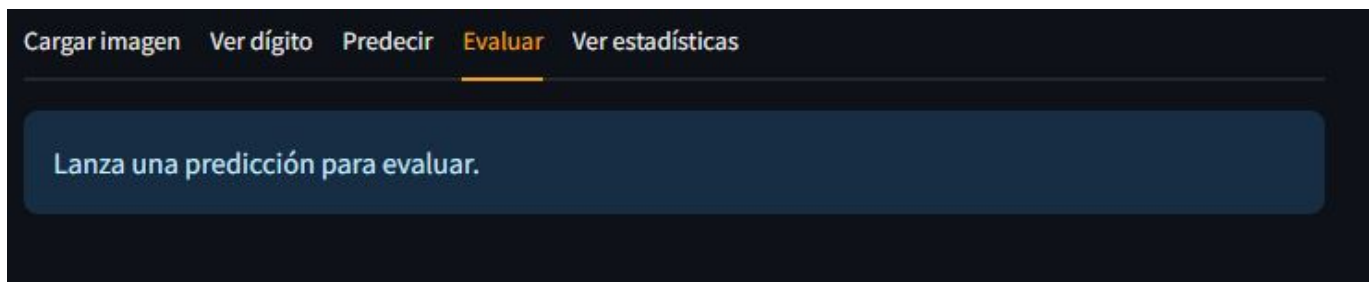 Cargar imagen Ver dígito Predecir Evaluar Ver estadísticas
Lanza una predicción para evaluar.